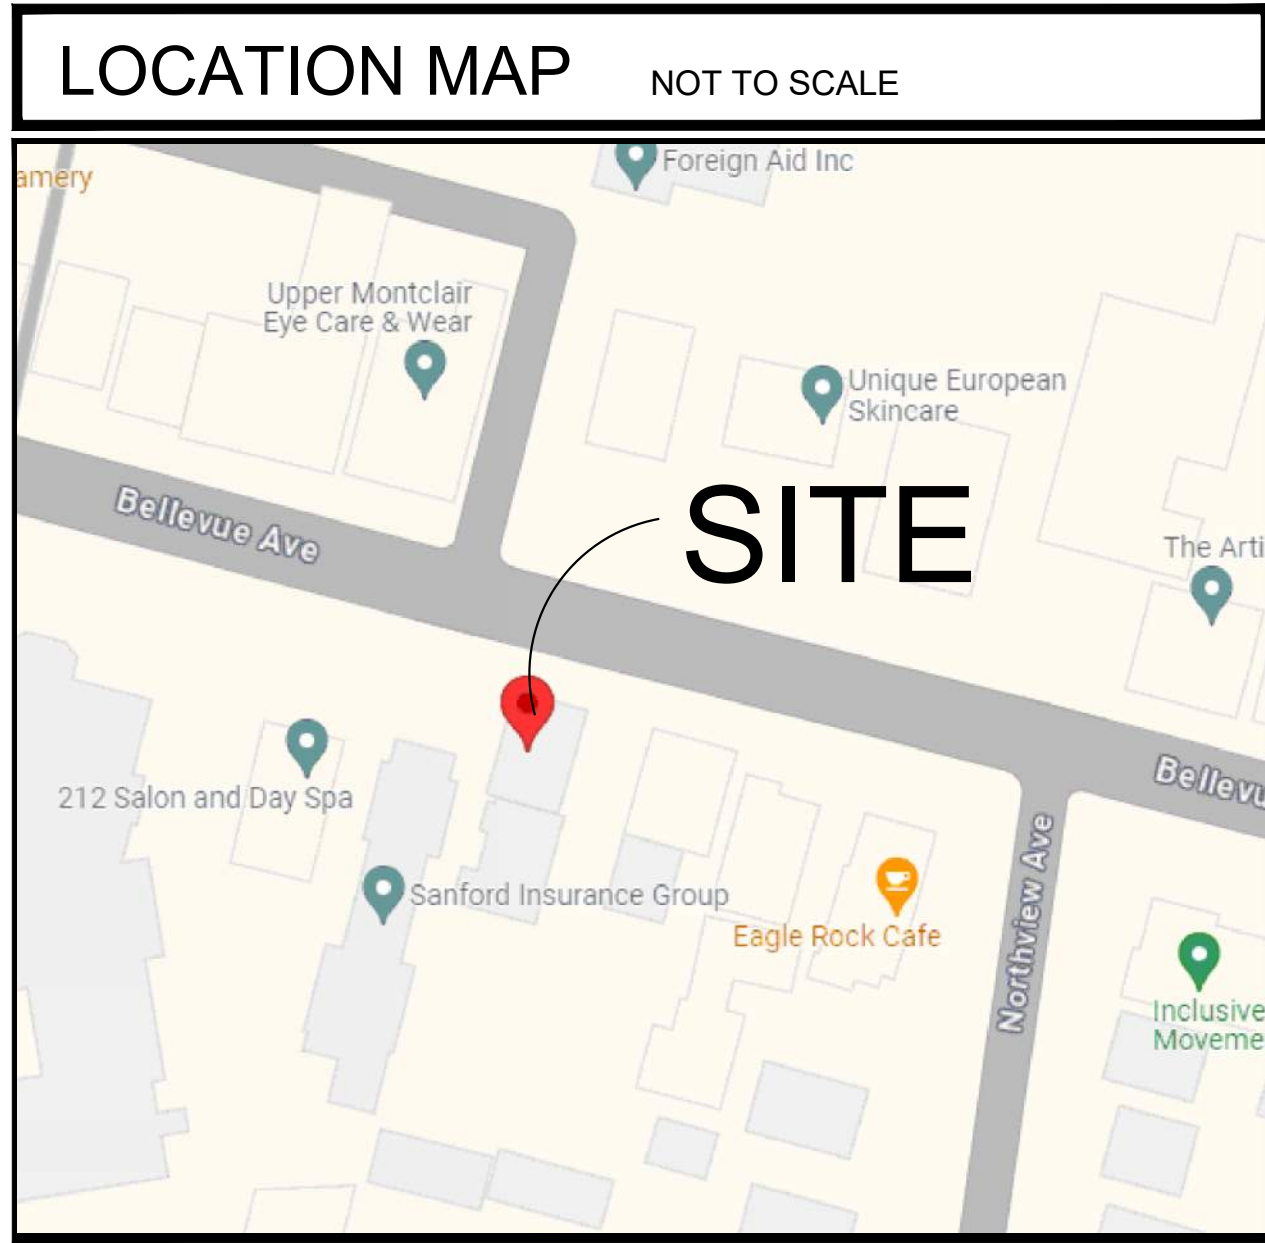 LOCATION MAP NOT TO SCALE
amery
Foreign Aid Inc
Upper Montclair
Eye Care & Wear
Unique European
Skincare
SITE
Bellevue Ave
The Arti
Bellevu
212 Salon and Day Spa
Northview Ave
Sanford Insurance Group
Eagle Rock Cafe
Inclusive
Moveme